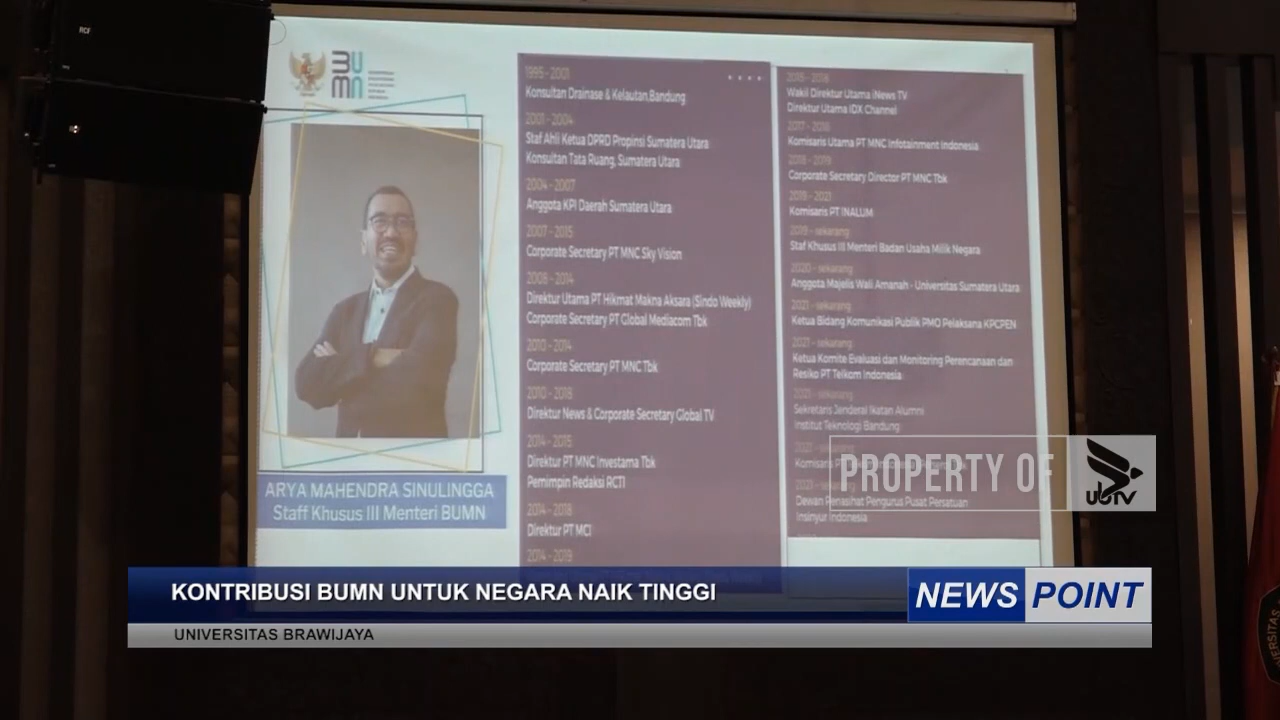 RCF
BUMN
ARYA MAHENDRA SINULINGGA
Staff Khusus III Menteri BUMN
1995 - 2001
Konsultan Drainase & Kelautan,Bandung
2001 - 2004
Staf Ahli Ketua DPRD Propinsi Sumatera Utara
Konsultan Tata Ruang, Sumatera Utara
2004 - 2007
Anggota KPI Daerah Sumatera Utara
2007 - 2015
Corporate Secretary PT MNC Sky Vision
2008 - 2014
Direktur Utama PT Hikmat Makna Aksara (Sindo Weekly)
Corporate Secretary PT Global Mediacom Tbk
2010 - 2014
Corporate Secretary PT MNC Tbk
2010 - 2018
Direktur News & Corporate Secretary Global TV
2014 - 2015
Direktur PT MNC Investama Tbk
Pemimpin Redaksi RCTI
2014 - 2018
Direktur PT MCI
2014 - 2019
2015 - 2018
Wakil Direktur Utama iNews TV
Direktur Utama IDX Channel
2017 - 2018
Komisaris Utama PT MNC Infotainment Indonesia
2018 - 2019
Corporate Secretary Director PT MNC Tbk
2019 - 2021
Komisaris PT INALUM
2019 - sekarang
Staf Khusus III Menteri Badan Usaha Milik Negara
2020 - sekarang
Anggota Majelis Wali Amanah - Universitas Sumatera Utara
2021 - sekarang
Ketua Bidang Komunikasi Publik PMO Pelaksana KPCPEN
2021 - sekarang
Ketua Komite Evaluasi dan Monitoring Perencanaan dan
Resiko PT Telkom Indonesia
2021 - sekarang
Sekretaris Jenderal Ikatan Alumni
Institut Teknologi Bandung
Komisaris
Dewan Penasihat Pengurus Pusat Persatuan
Insinyur Indonesia
PROPERTY OF
UBTV
KONTRIBUSI BUMN UNTUK NEGARA NAIK TINGGI
NEWS POINT
UNIVERSITAS BRAWIJAYA